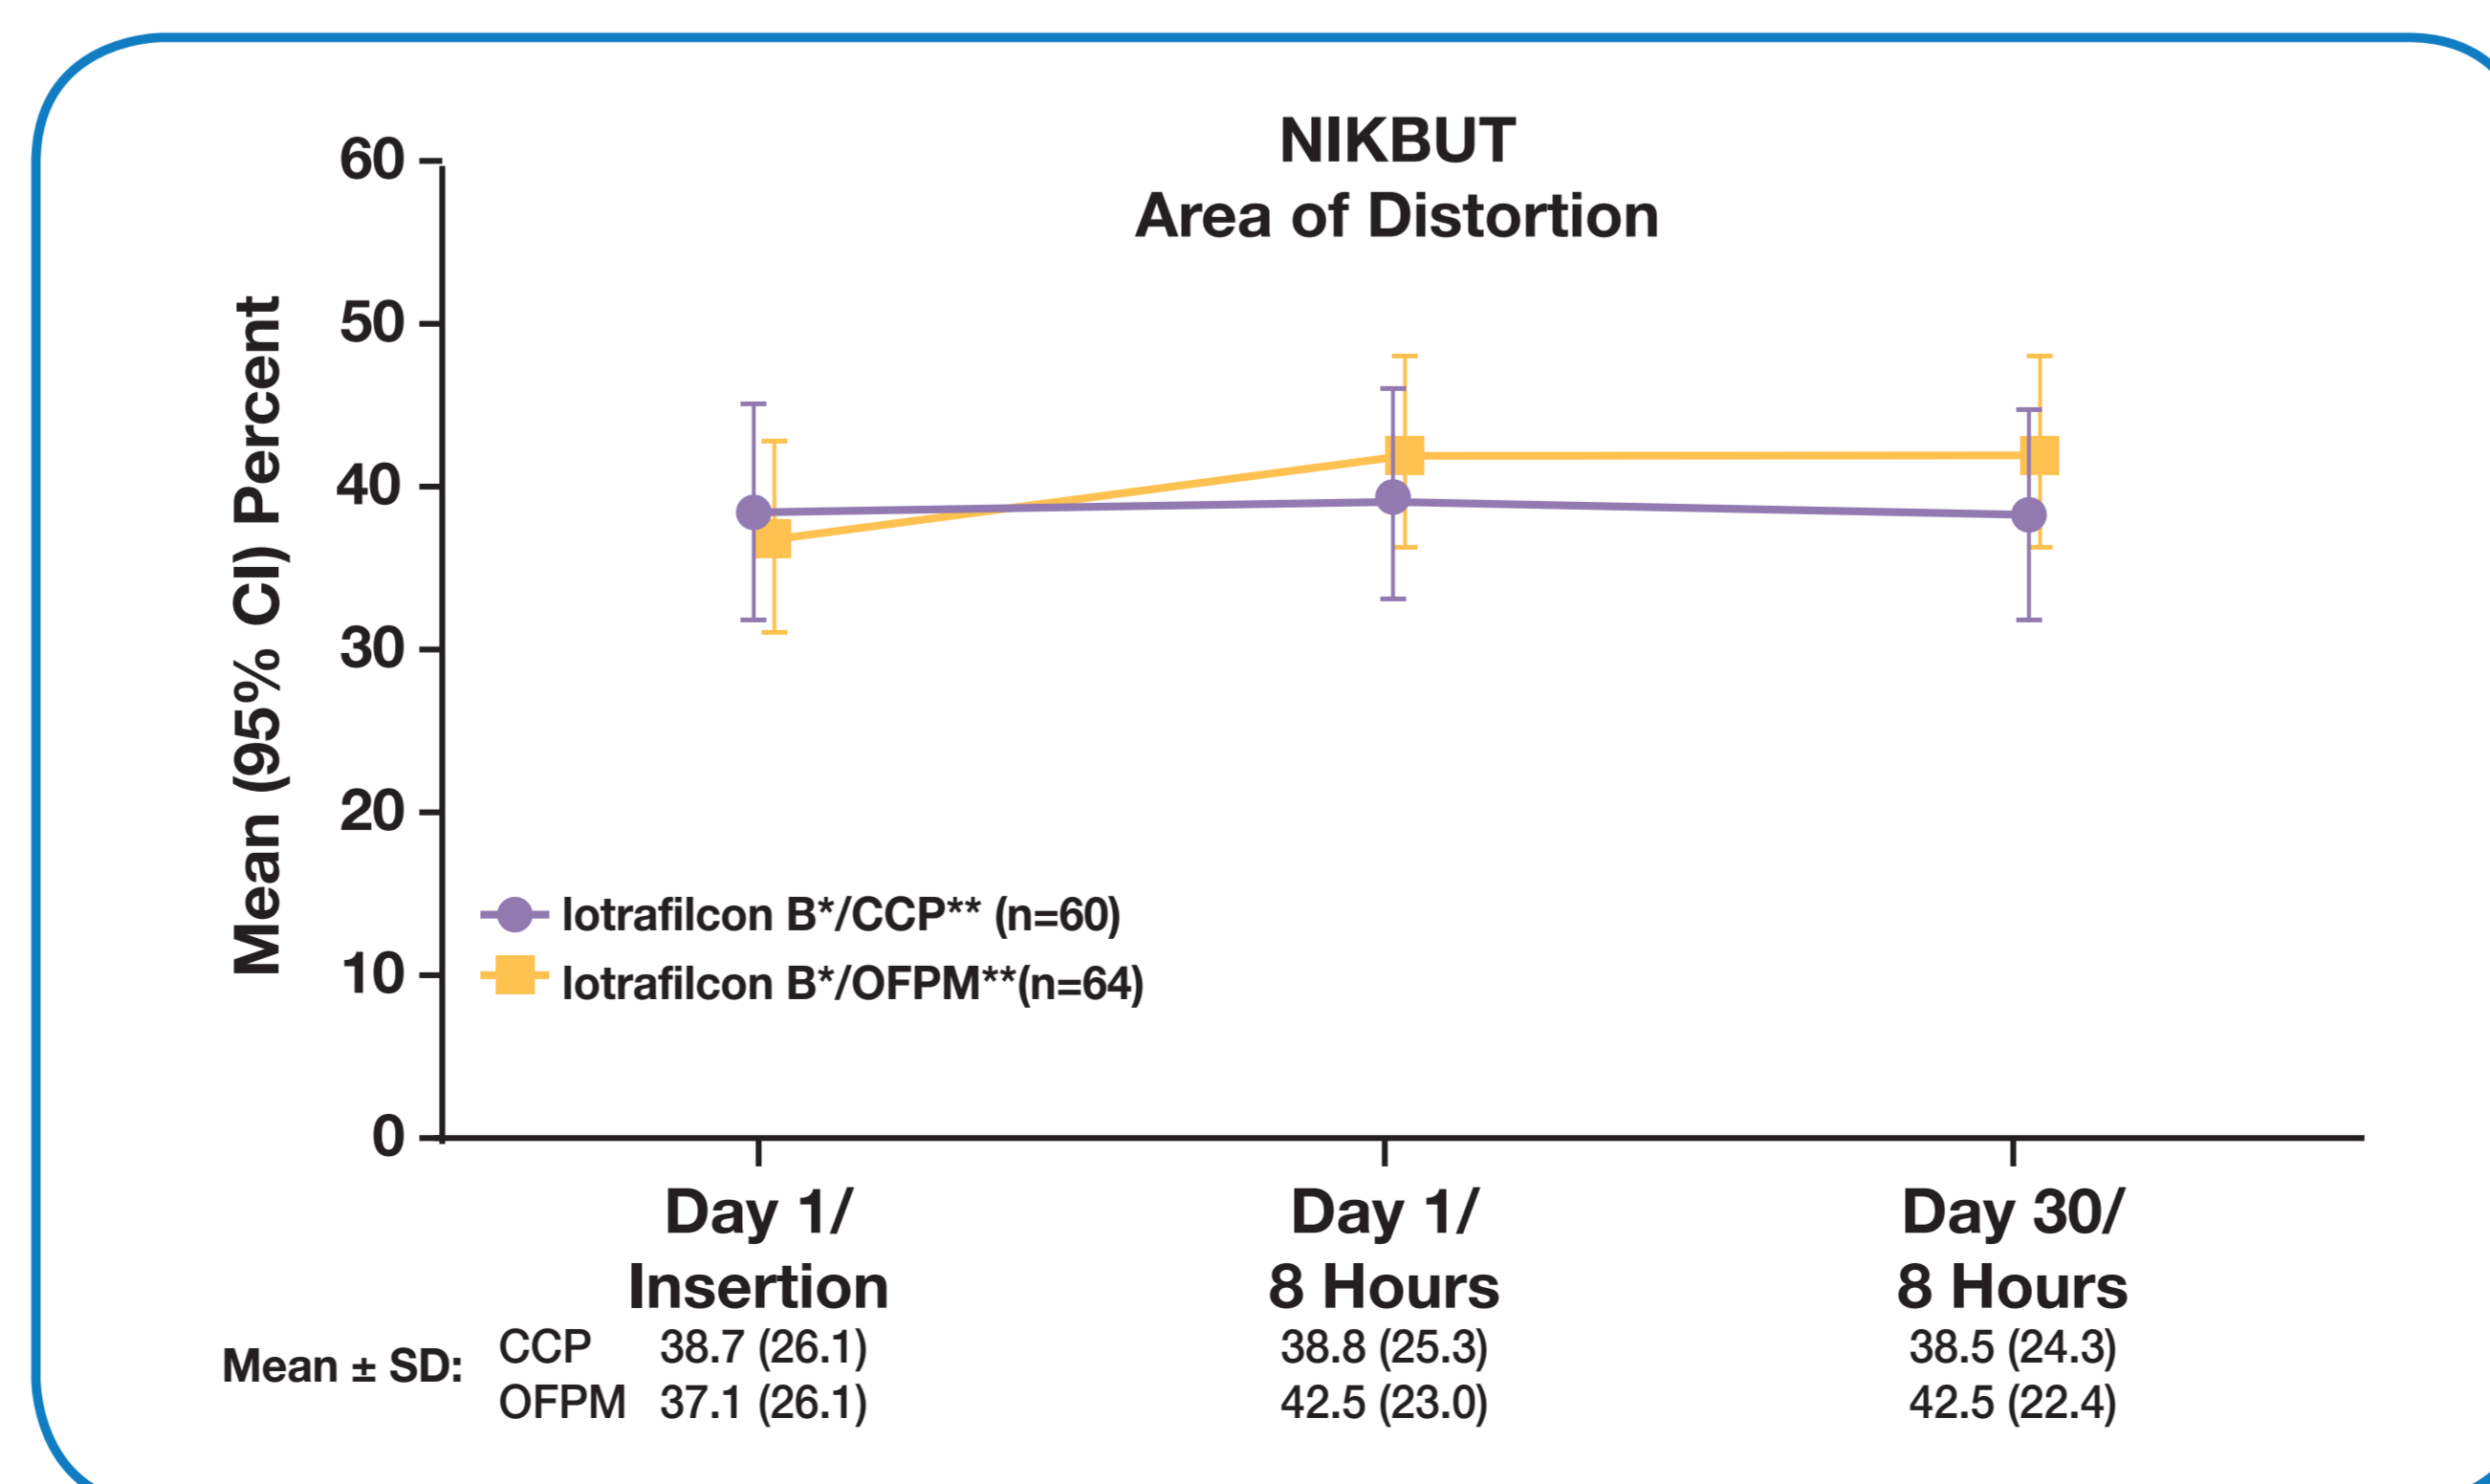 NIKBUT
Area of Distortion
Mean (95% CI) Percent
60
50
40
30
20
10
0
lotrafilcon B*/CCP** (n=60)
lotrafilcon B*/OFPM**(n=64)
Day 1/
Insertion
Day 1/
8 Hours
Day 30/
8 Hours
Mean ± SD:
CCP 38.7 (26.1) 38.8 (25.3) 38.5 (24.3)
OFPM 37.1 (26.1) 42.5 (23.0) 42.5 (22.4)